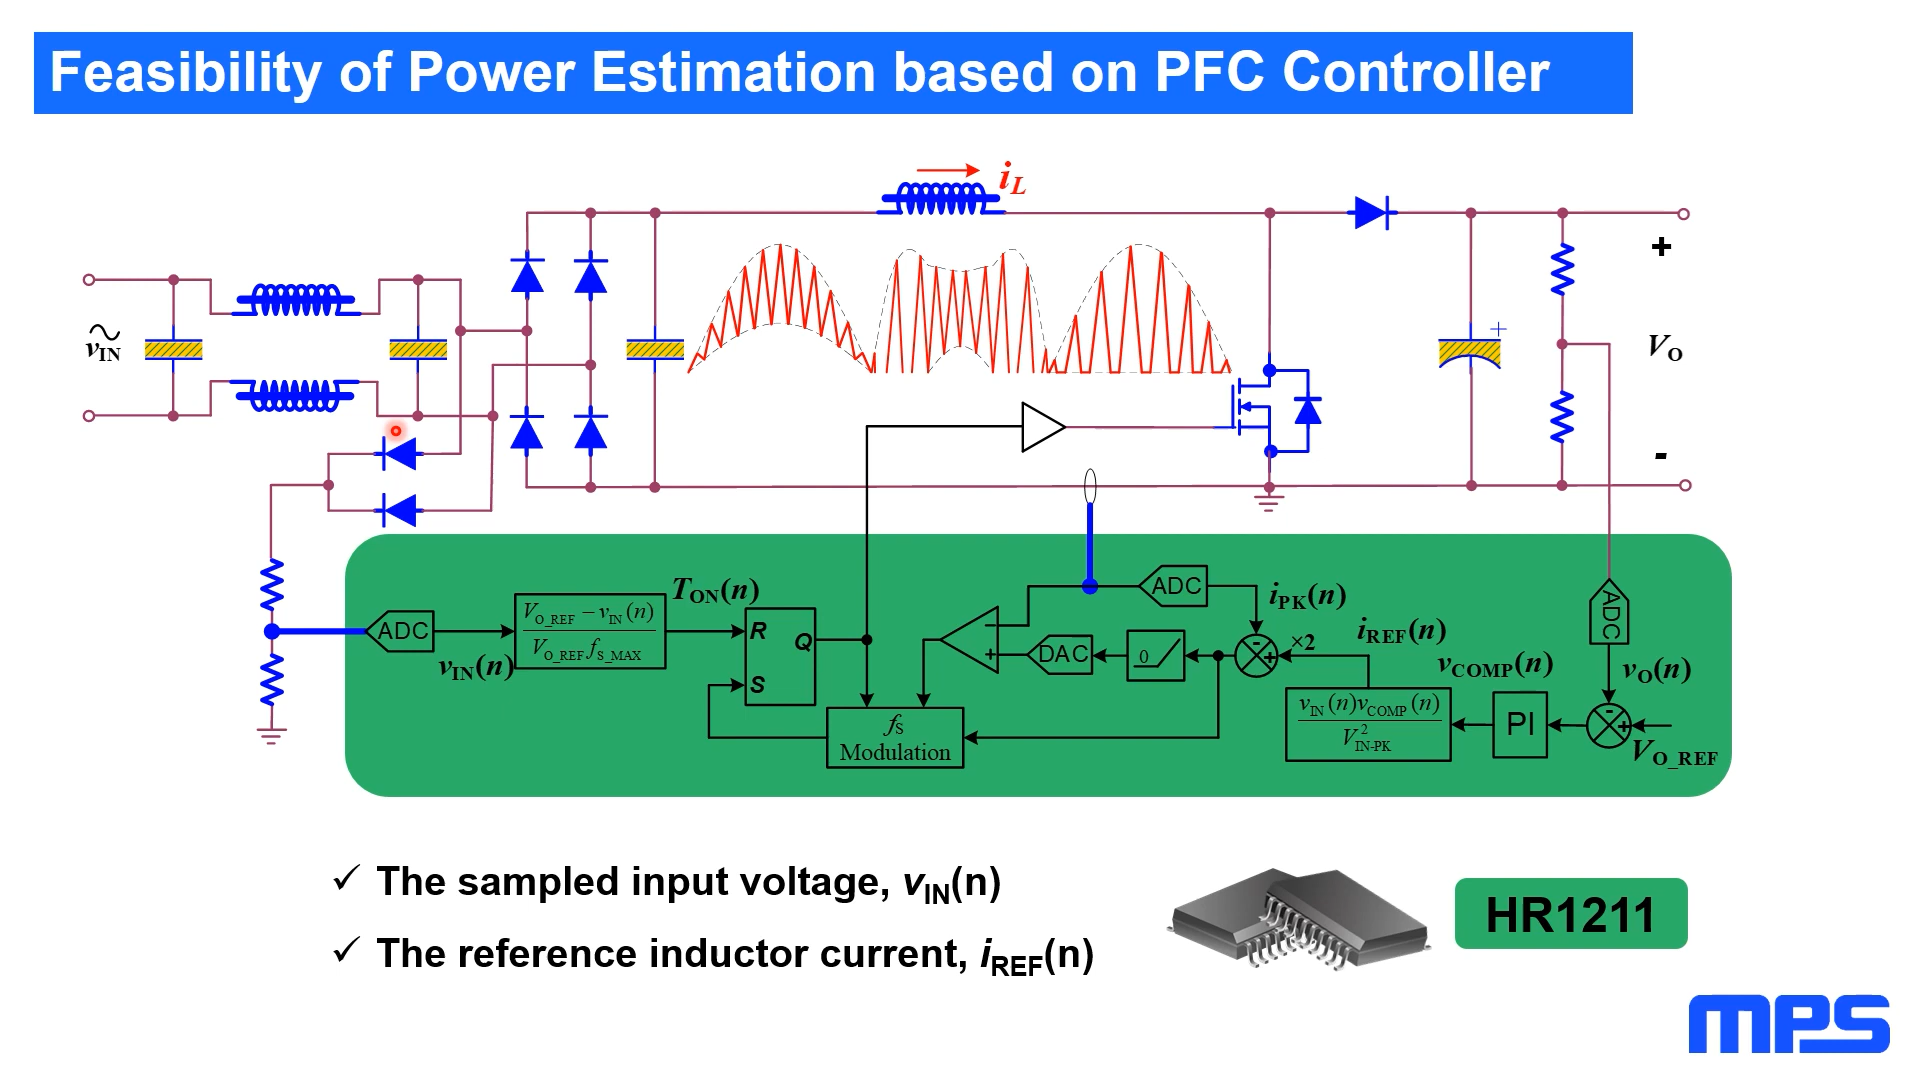 Feasibility of Power Estimation based on PFC Controller
iL
+
vIN
+
VO
-
ADC
vIN(n)
VO_REF − vIN(n)
VO_REF fS_MAX
TON(n)
R
Q
S
fS
Modulation
−
+
ADC
iPK(n)
DAC
0
-
+
×2
iREF(n)
vIN(n)vCOMP(n)
V²IN-PK
vCOMP(n)
PI
ADC
vO(n)
-
+
VO_REF
✓ The sampled input voltage, vIN(n)
✓ The reference inductor current, iREF(n)
HR1211
MPS